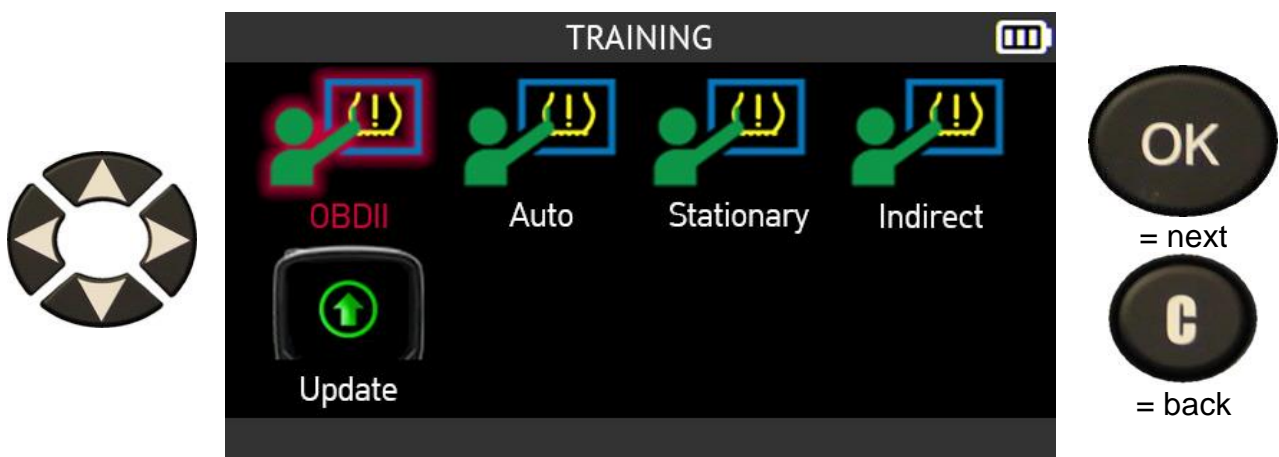 TRAINING
OBDII Auto Stationary Indirect
Update
OK
= next
C
= back